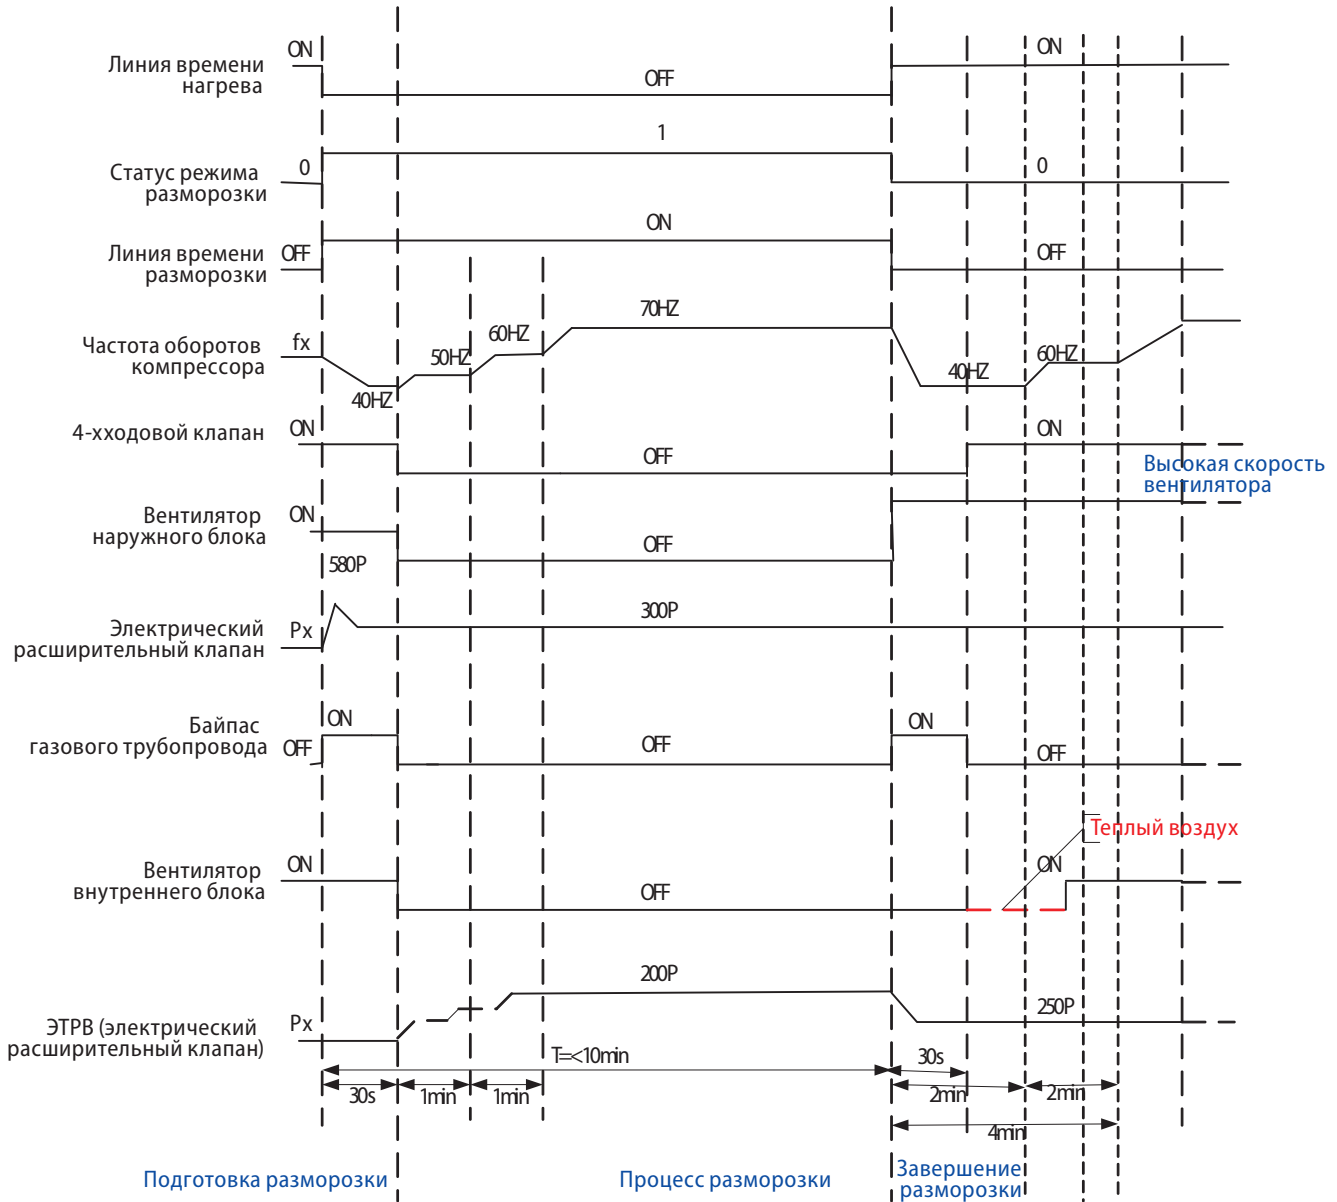 Линия времени
нагрева
ON
OFF
ON
Статус режима
разморозки
0
1
0
Линия времени
разморозки
OFF
ON
OFF
Частота оборотов
компрессора
fx
40HZ
50HZ
60HZ
70HZ
40HZ
60HZ
4-хходовой клапан
ON
OFF
ON
Высокая скорость
вентилятора
Вентилятор
наружного блока
ON
OFF
580P
Электрический
расширительный клапан
Px
300P
Байпас
газового трубопровода
OFF
ON
OFF
ON
OFF
Теплый воздух
Вентилятор
внутреннего блока
ON
OFF
ON
ЭТРВ (электрический
расширительный клапан)
Px
200P
250P
T=<10min
30s
30s
1min
1min
2min
2min
4min
Подготовка разморозки
Процесс разморозки
Завершение
разморозки